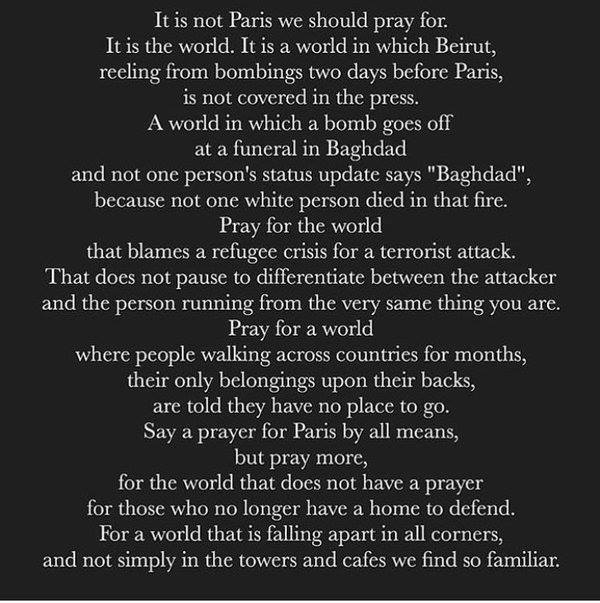 It is not Paris we should pray for.
It is the world. It is a world in which Beirut,
reeling from bombings two days before Paris,
is not covered in the press.
A world in which a bomb goes off
at a funeral in Baghdad
and not one person's status update says "Baghdad",
because not one white person died in that fire.
Pray for the world
that blames a refugee crisis for a terrorist attack.
That does not pause to differentiate between the attacker
and the person running from the very same thing you are.
Pray for a world
where people walking across countries for months,
their only belongings upon their backs,
are told they have no place to go.
Say a prayer for Paris by all means,
but pray more,
for the world that does not have a prayer
for those who no longer have a home to defend.
For a world that is falling apart in all corners,
and not simply in the towers and cafes we find so familiar.